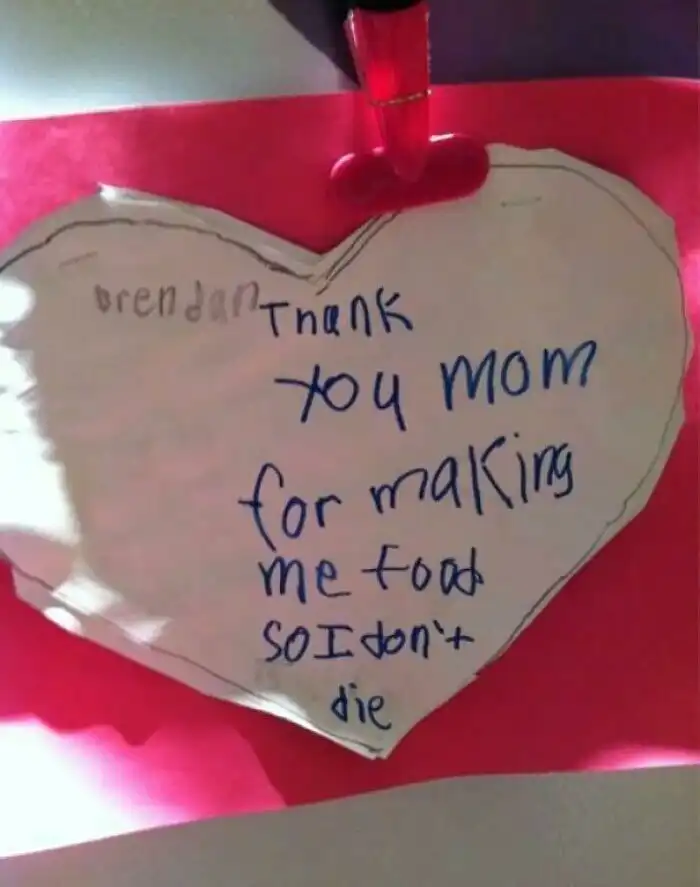 Brendan
Thank
you mom
for making
me food
so I don't
die